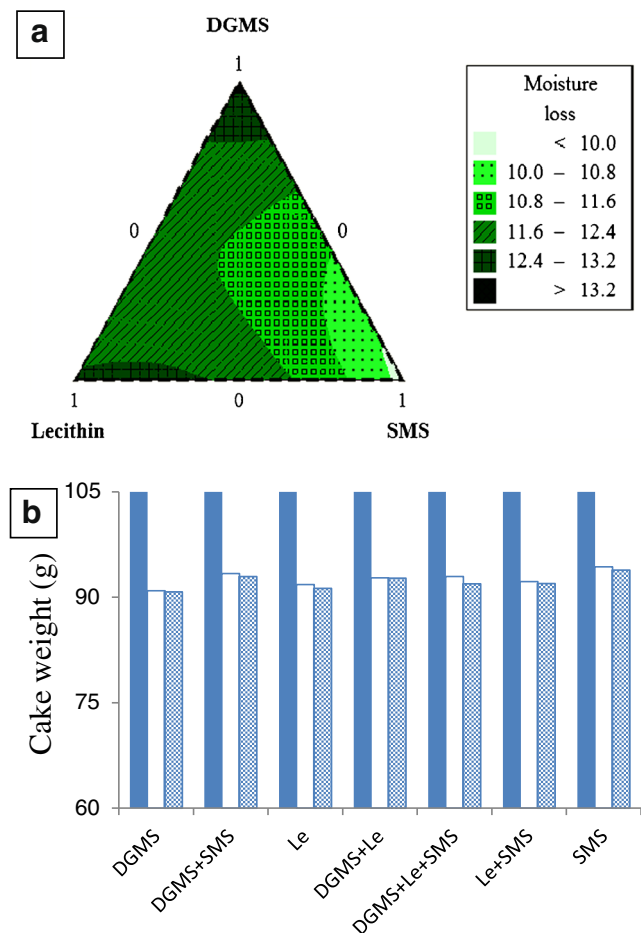 a
DGMS
1
0
0
1
0
1
Lecithin
SMS
Moisture
loss
< 10.0
10.0 – 10.8
10.8 – 11.6
11.6 – 12.4
12.4 – 13.2
> 13.2
b
Cake weight (g)
105
90
75
60
DGMS
DGMS+SMS
Le
DGMS+Le
DGMS+Le+SMS
Le+SMS
SMS